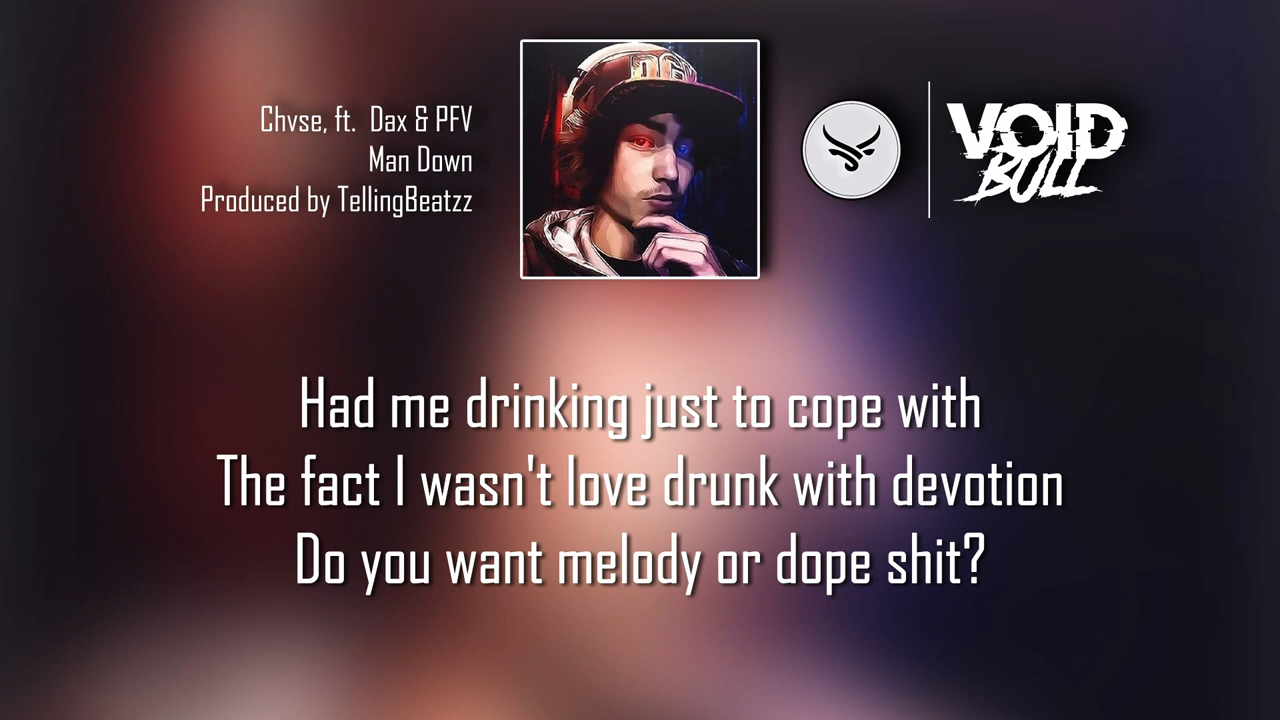 Chvse, ft. Dax & PFV
Man Down
Produced by TellingBeatzz
VOID
BULL
Had me drinking just to cope with
The fact I wasn't love drunk with devotion
Do you want melody or dope shit?